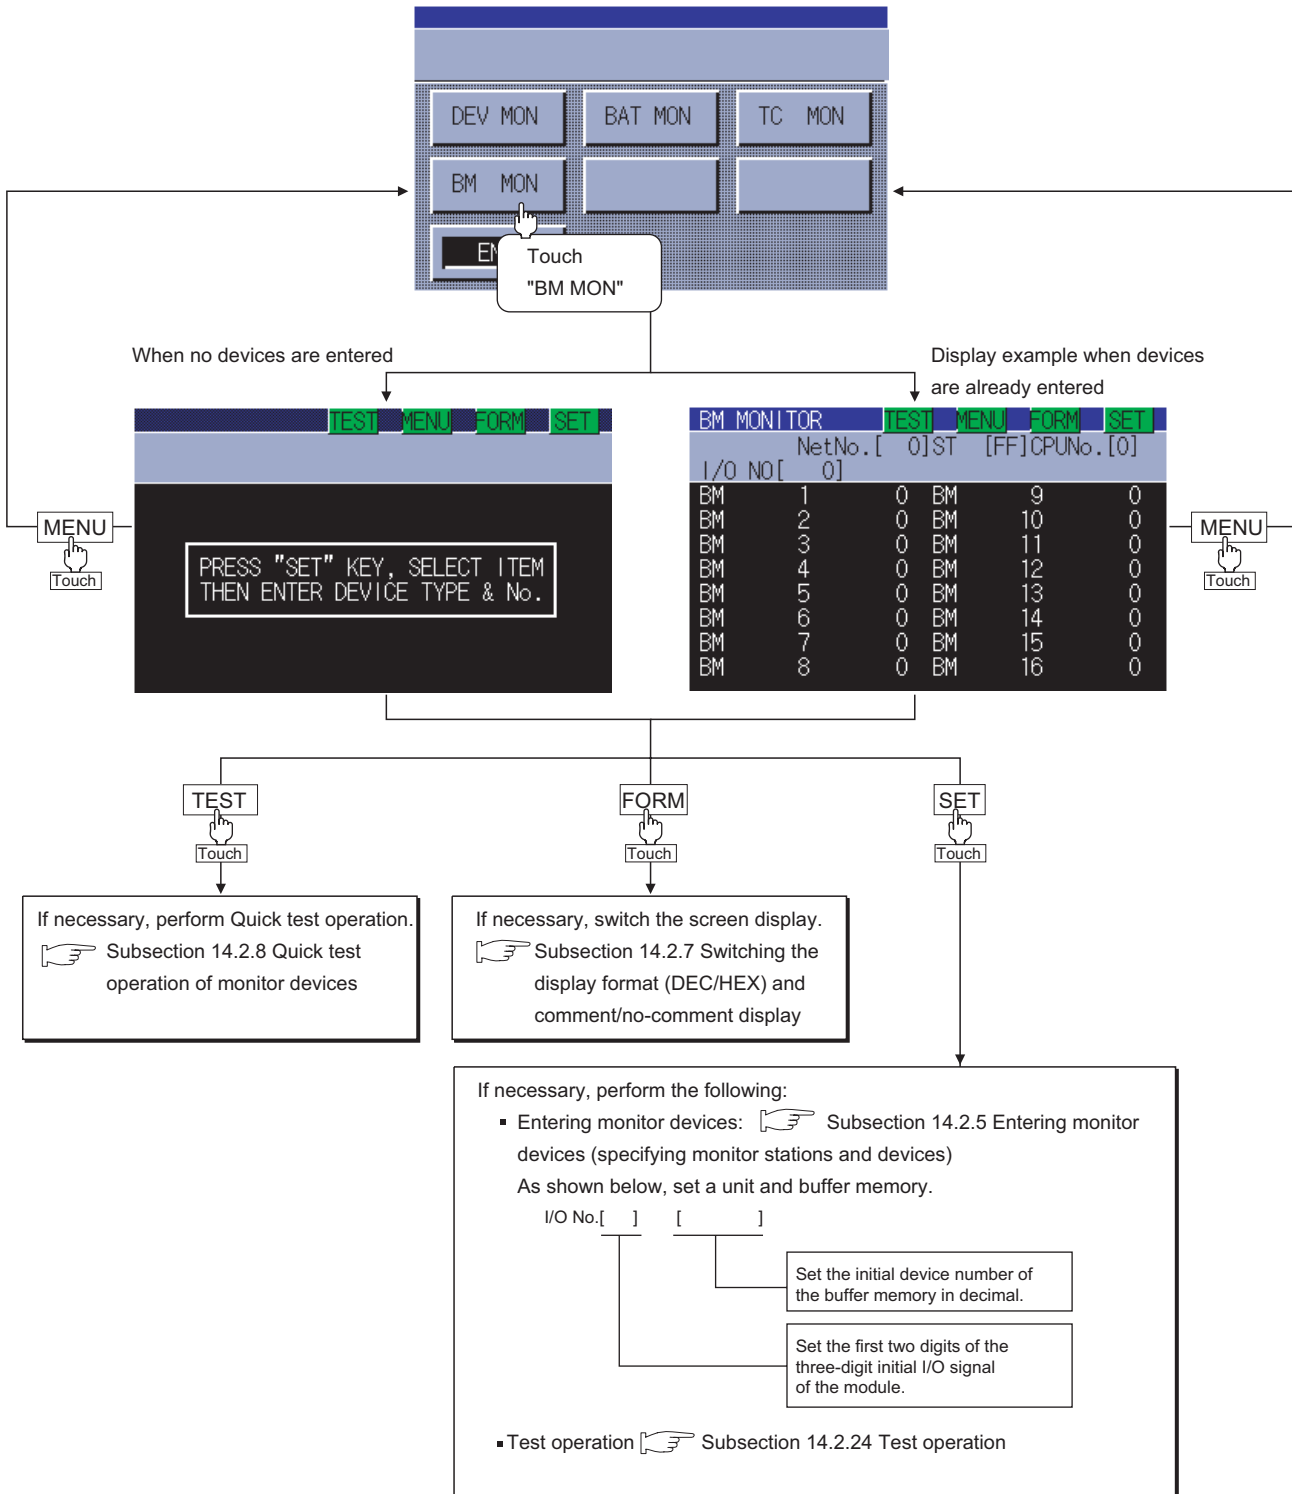 DEV MON
BAT MON
TC MON
BM MON
Touch
"BM MON"
When no devices are entered
Display example when devices
are already entered
TEST MENU FORM SET
PRESS "SET" KEY, SELECT ITEM
THEN ENTER DEVICE TYPE & No.
BM MONITOR TEST MENU FORM SET
NetNo.[ 0]ST [FF]CPUNo.[0]
I/O NO[ 0]
BM 1 0 BM 9 0
BM 2 0 BM 10 0
BM 3 0 BM 11 0
BM 4 0 BM 12 0
BM 5 0 BM 13 0
BM 6 0 BM 14 0
BM 7 0 BM 15 0
BM 8 0 BM 16 0
MENU
Touch
MENU
Touch
TEST
Touch
FORM
Touch
SET
Touch
If necessary, perform Quick test operation.
Subsection 14.2.8 Quick test
operation of monitor devices
If necessary, switch the screen display.
Subsection 14.2.7 Switching the
display format (DEC/HEX) and
comment/no-comment display
If necessary, perform the following:
▪ Entering monitor devices: Subsection 14.2.5 Entering monitor
devices (specifying monitor stations and devices)
As shown below, set a unit and buffer memory.
I/O No.[ ] [ ]
Set the initial device number of
the buffer memory in decimal.
Set the first two digits of the
three-digit initial I/O signal
of the module.
▪ Test operation Subsection 14.2.24 Test operation